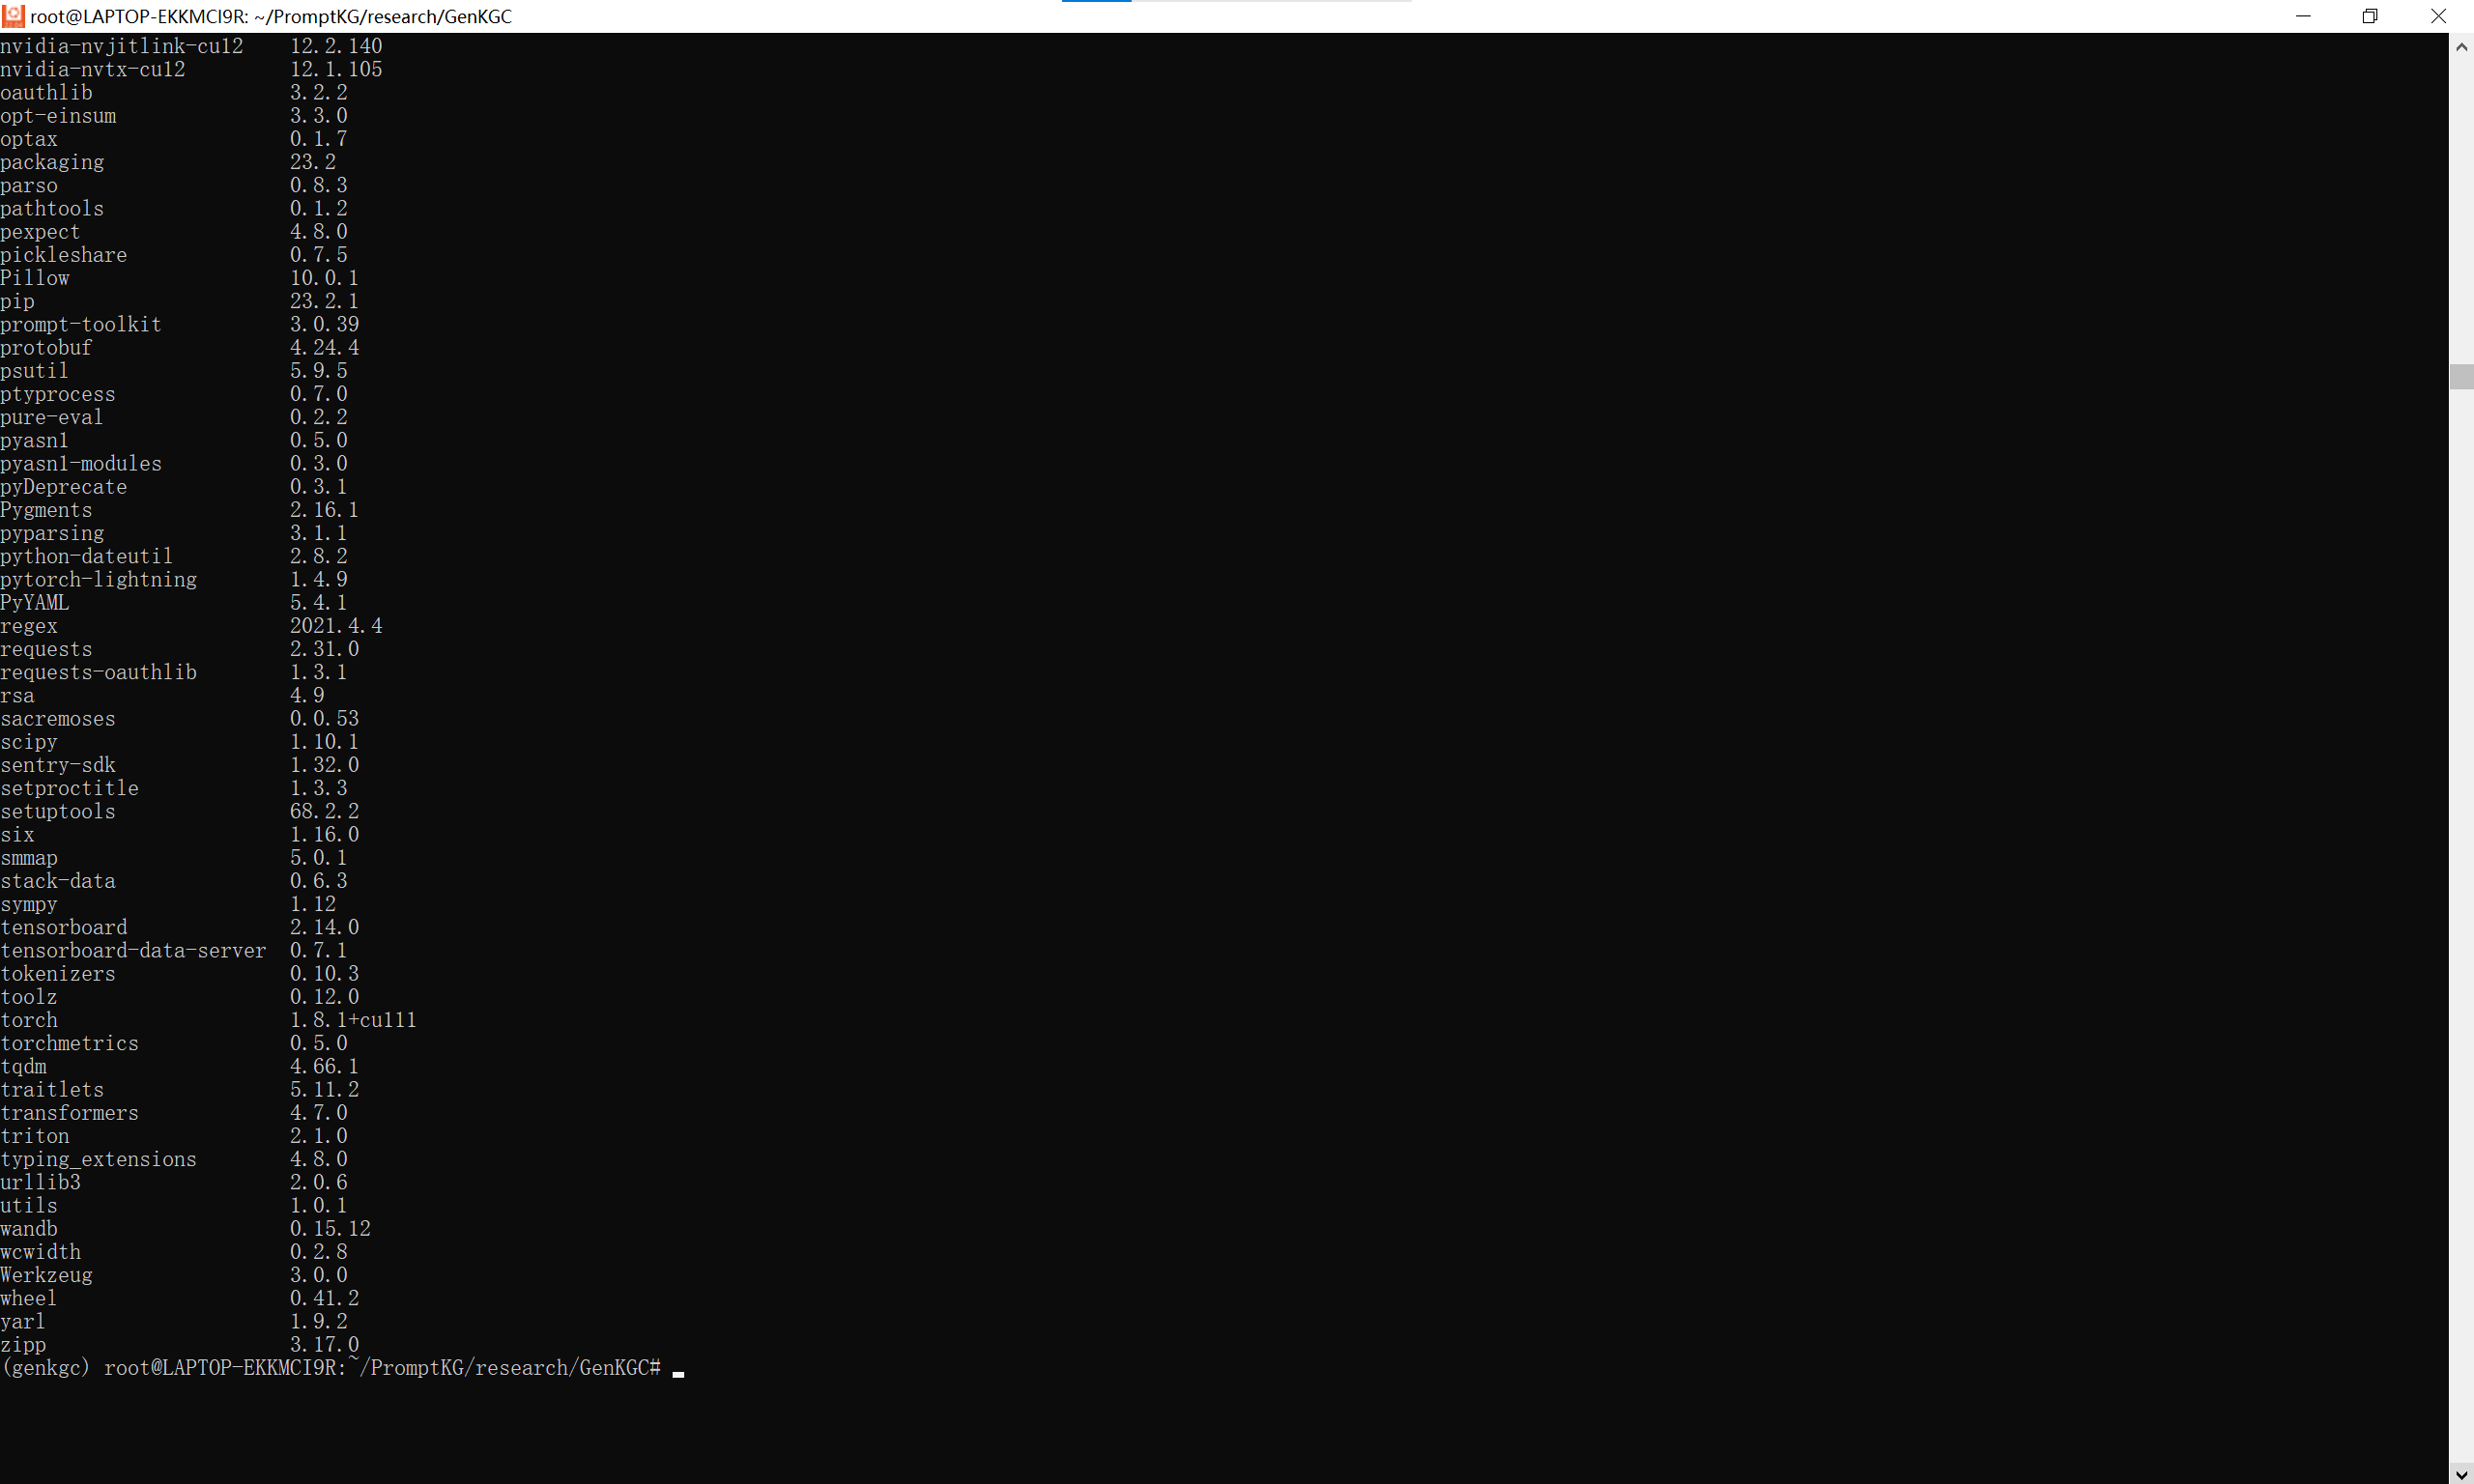 root@LAPTOP-EKKMCI9R: ~/PromptKG/research/GenKGC
nvidia-nvjitlink-cu12 12.2.140
nvidia-nvtx-cu12 12.1.105
oauthlib 3.2.2
opt-einsum 3.3.0
optax 0.1.7
packaging 23.2
parso 0.8.3
pathtools 0.1.2
pexpect 4.8.0
pickleshare 0.7.5
Pillow 10.0.1
pip 23.2.1
prompt-toolkit 3.0.39
protobuf 4.24.4
psutil 5.9.5
ptyprocess 0.7.0
pure-eval 0.2.2
pyasn1 0.5.0
pyasn1-modules 0.3.0
pyDeprecate 0.3.1
Pygments 2.16.1
pyparsing 3.1.1
python-dateutil 2.8.2
pytorch-lightning 1.4.9
PyYAML 5.4.1
regex 2021.4.4
requests 2.31.0
requests-oauthlib 1.3.1
rsa 4.9
sacremoses 0.0.53
scipy 1.10.1
sentry-sdk 1.32.0
setproctitle 1.3.3
setuptools 68.2.2
six 1.16.0
smmap 5.0.1
stack-data 0.6.3
sympy 1.12
tensorboard 2.14.0
tensorboard-data-server 0.7.1
tokenizers 0.10.3
toolz 0.12.0
torch 1.8.1+cu111
torchmetrics 0.5.0
tqdm 4.66.1
traitlets 5.11.2
transformers 4.7.0
triton 2.1.0
typing_extensions 4.8.0
urllib3 2.0.6
utils 1.0.1
wandb 0.15.12
wcwidth 0.2.8
Werkzeug 3.0.0
wheel 0.41.2
yarl 1.9.2
zipp 3.17.0
(genkgc) root@LAPTOP-EKKMCI9R:~/PromptKG/research/GenKGC#